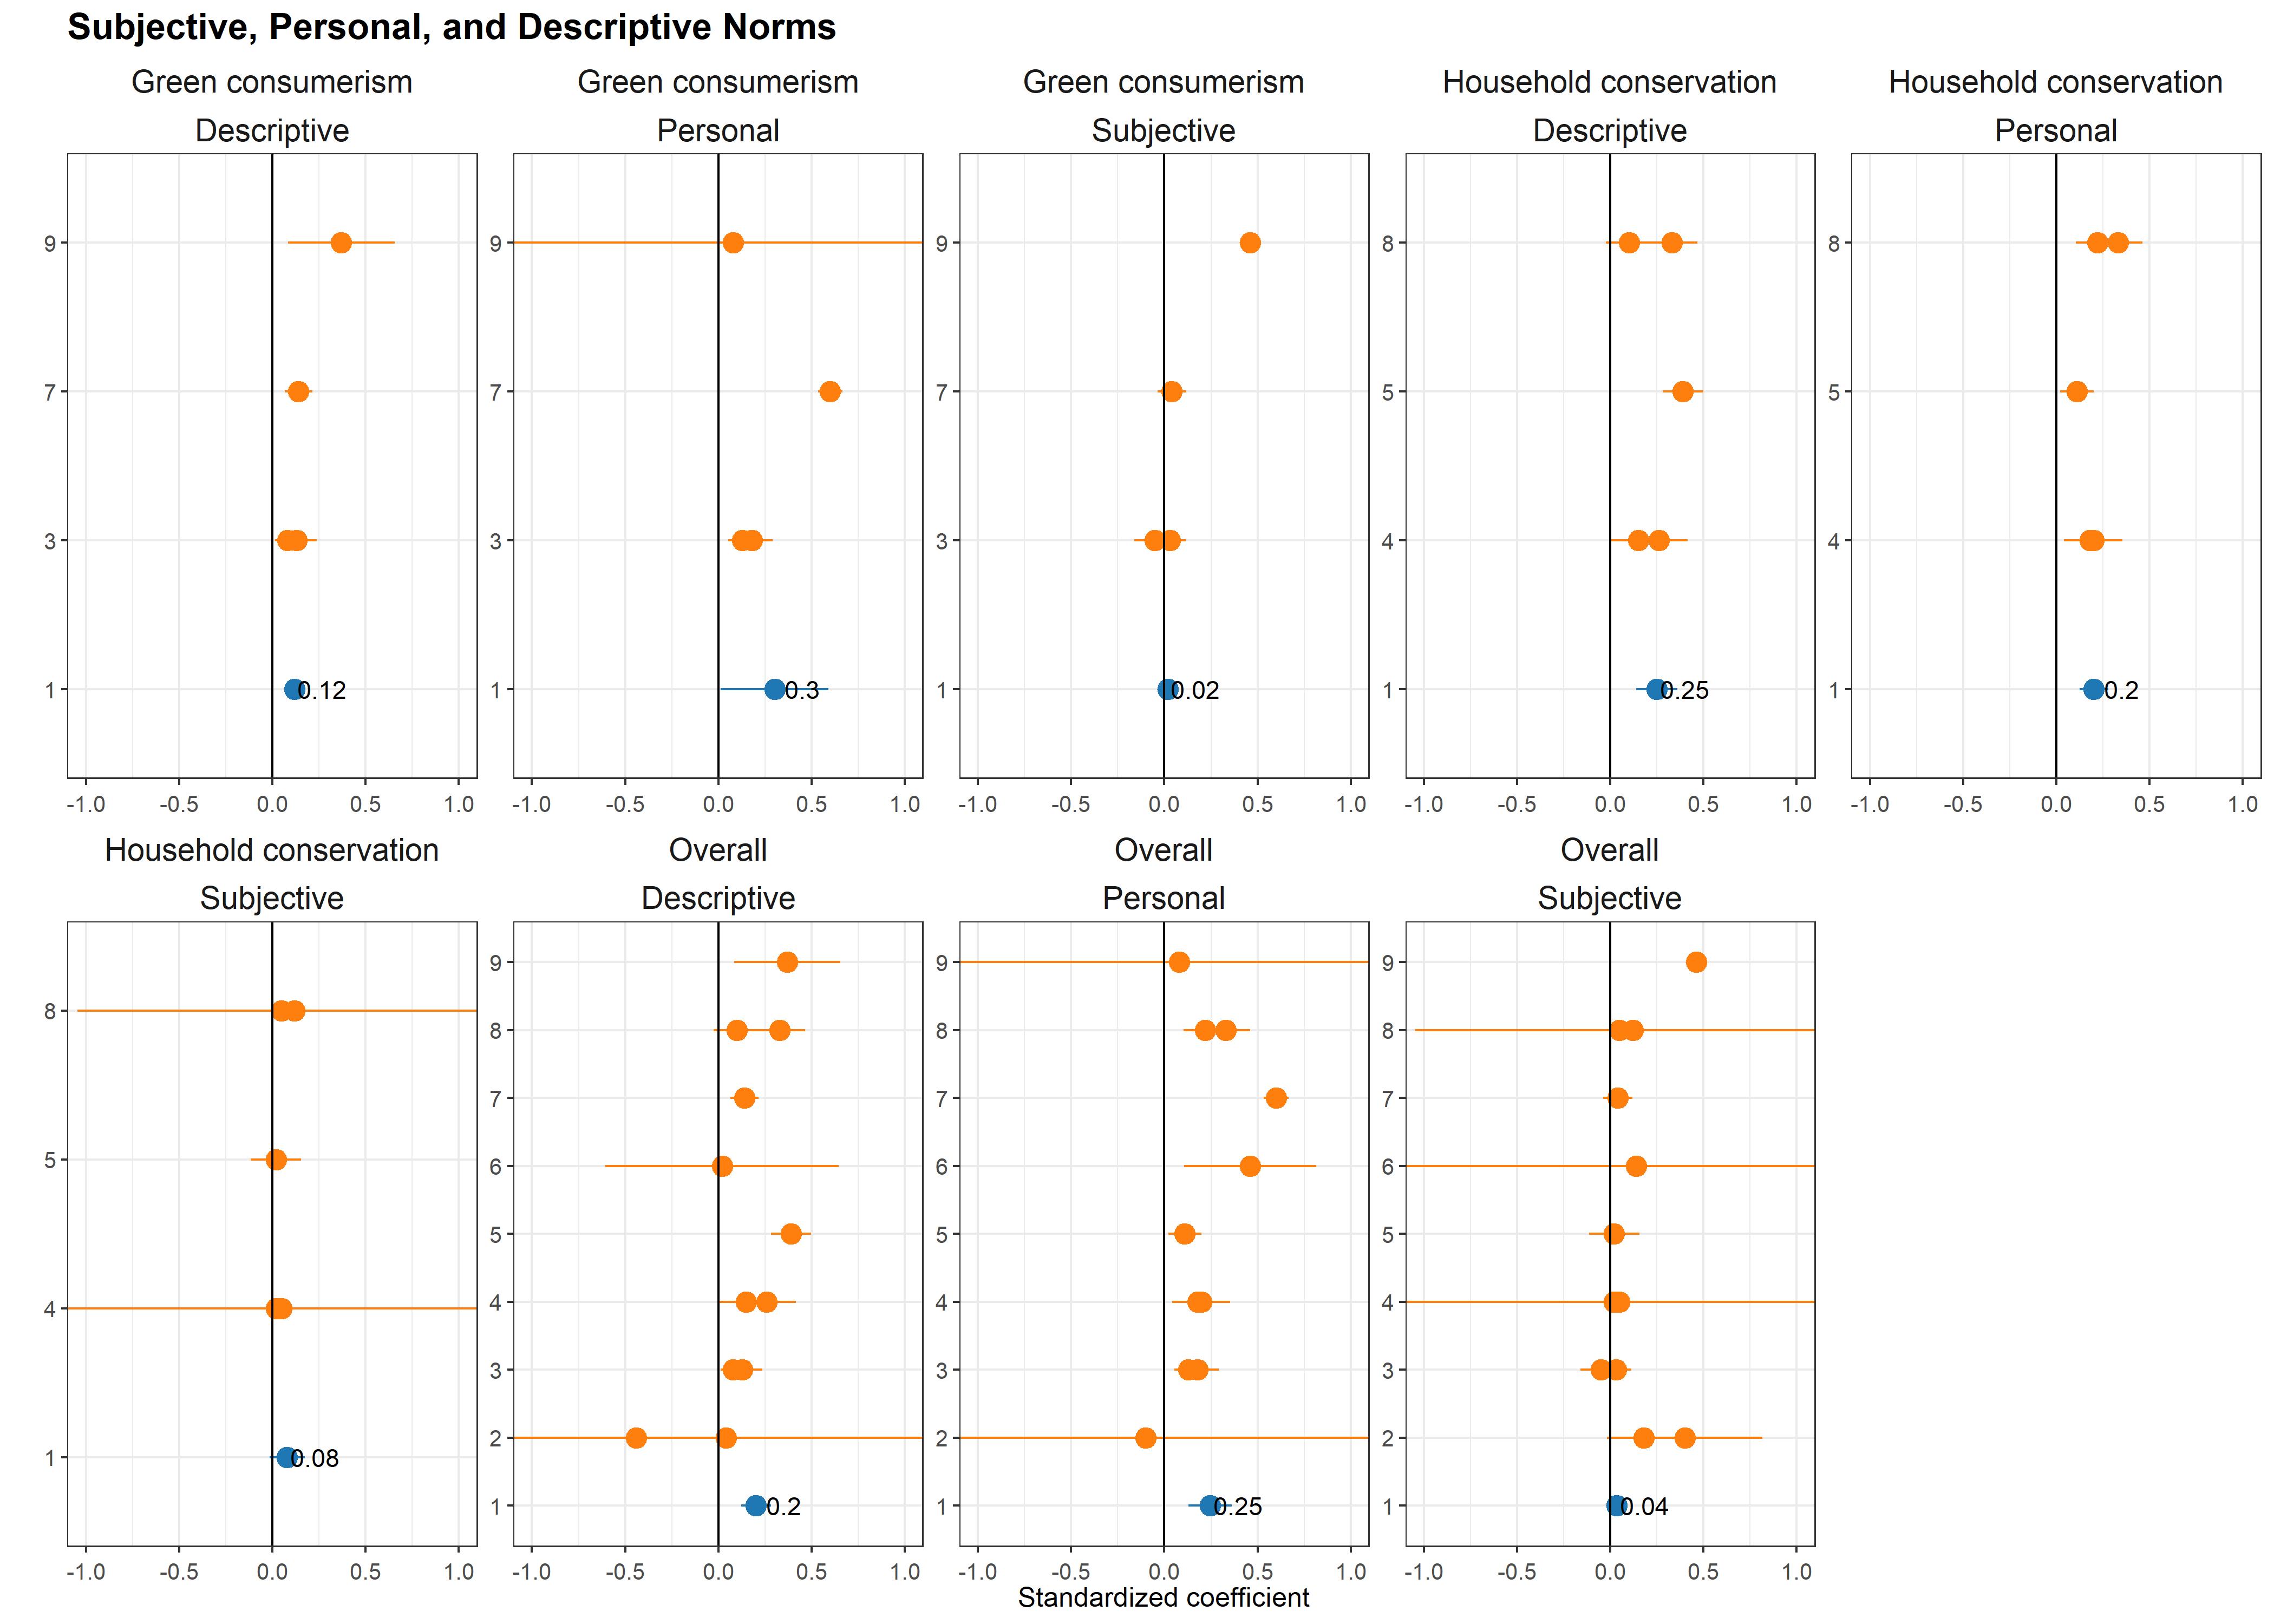 Subjective, Personal, and Descriptive Norms
Green consumerism
Descriptive
Green consumerism
Personal
Green consumerism
Subjective
Household conservation
Descriptive
Household conservation
Personal
9
7
3
1
0.12
-1.0 -0.5 0.0 0.5 1.0
9
7
3
1
0.3
-1.0 -0.5 0.0 0.5 1.0
9
7
3
1
0.02
-1.0 -0.5 0.0 0.5 1.0
8
5
4
1
0.25
-1.0 -0.5 0.0 0.5 1.0
8
5
4
1
0.2
-1.0 -0.5 0.0 0.5 1.0
Household conservation
Subjective
Overall
Descriptive
Overall
Personal
Overall
Subjective
8
5
4
1
0.08
-1.0 -0.5 0.0 0.5 1.0
9
8
7
6
5
4
3
2
1
0.2
-1.0 -0.5 0.0 0.5 1.0
9
8
7
6
5
4
3
2
1
0.25
-1.0 -0.5 0.0 0.5 1.0
9
8
7
6
5
4
3
2
1
0.04
-1.0 -0.5 0.0 0.5 1.0
Standardized coefficient